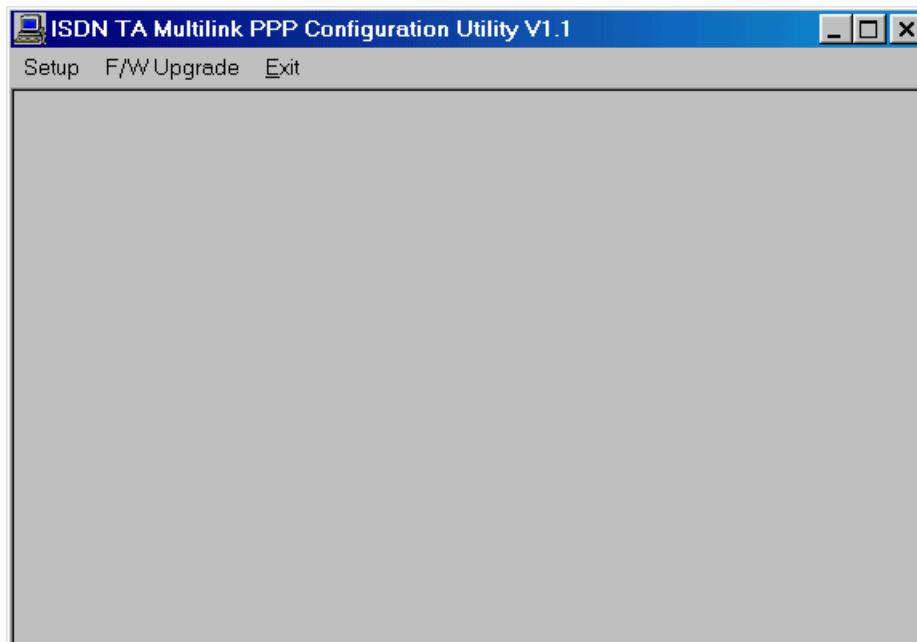 ISDN TA Multilink PPP Configuration Utility V1.1
Setup F/W Upgrade Exit